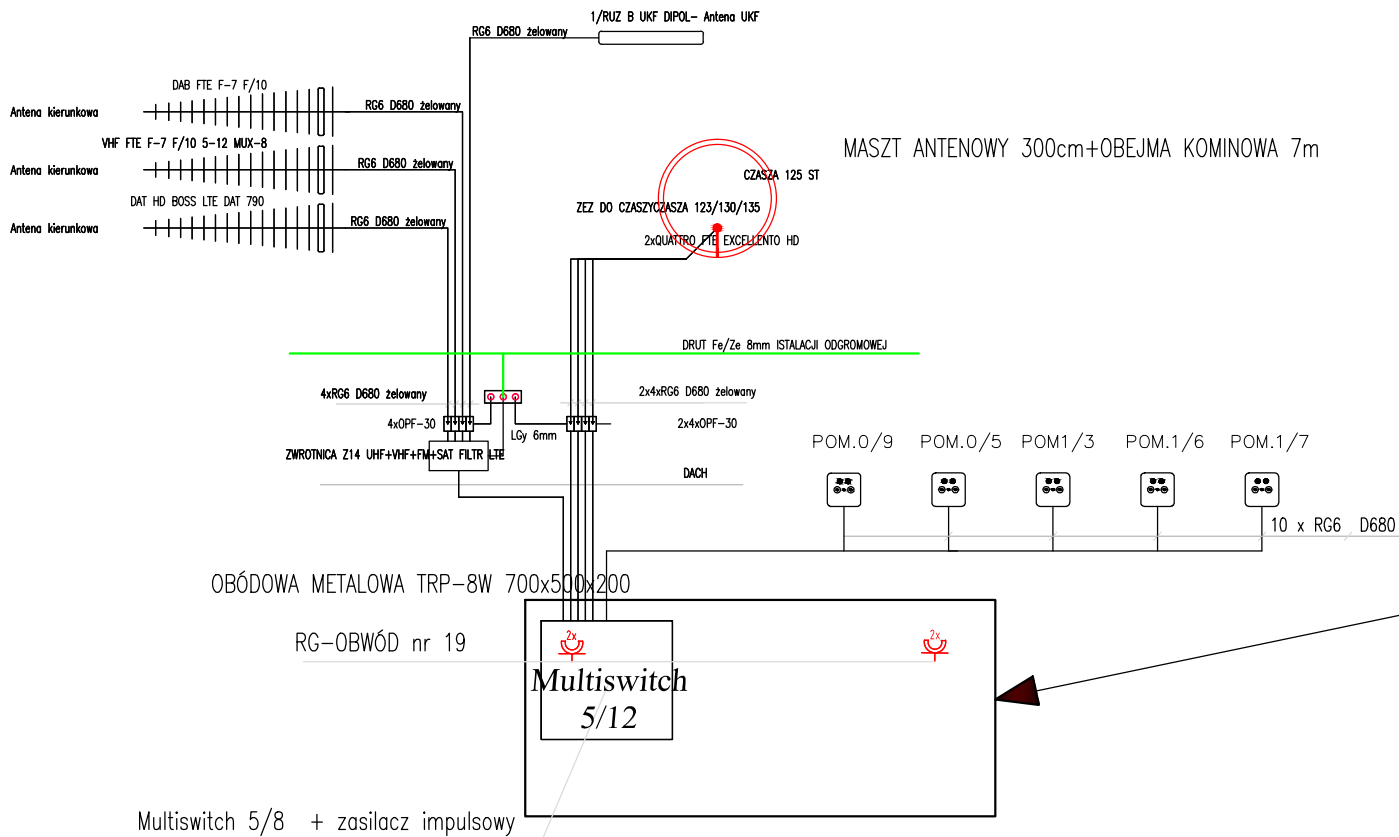 1/RUZ B UKF DIPOL- Antena UKF
RG6 D680 żelowany
DAB FTE F-7 F/10
Antena kierunkowa
RG6 D680 żelowany
VHF FTE F-7 F/10 5-12 MUX-8
Antena kierunkowa
RG6 D680 żelowany
DAT HD BOSS LTE DAT 790
Antena kierunkowa
RG6 D680 żelowany
MASZT ANTENOWY 300cm+OBEJMA KOMINOWA 7m
CZASZA 125 ST
ZEZ DO CZASZYCZASZA 123/130/135
2xQUATTRO FTE EXCELLENTO HD
DRUT Fe/Ze 8mm ISTALACJI ODGROMOWEJ
4xRG6 D680 żelowany
2x4xRG6 D680 żelowany
4xOPF-30
LGy 6mm
2x4xOPF-30
ZWROTNICA Z14 UHF+VHF+FM+SAT FILTR LTE
DACH
POM.0/9
POM.0/5
POM1/3
POM.1/6
POM.1/7
10 x RG6 D680
OBÓDOWA METALOWA TRP-8W 700x500x200
RG-OBWÓD nr 19
2x
2x
Multiswitch
5/12
Multiswitch 5/8 + zasilacz impulsowy